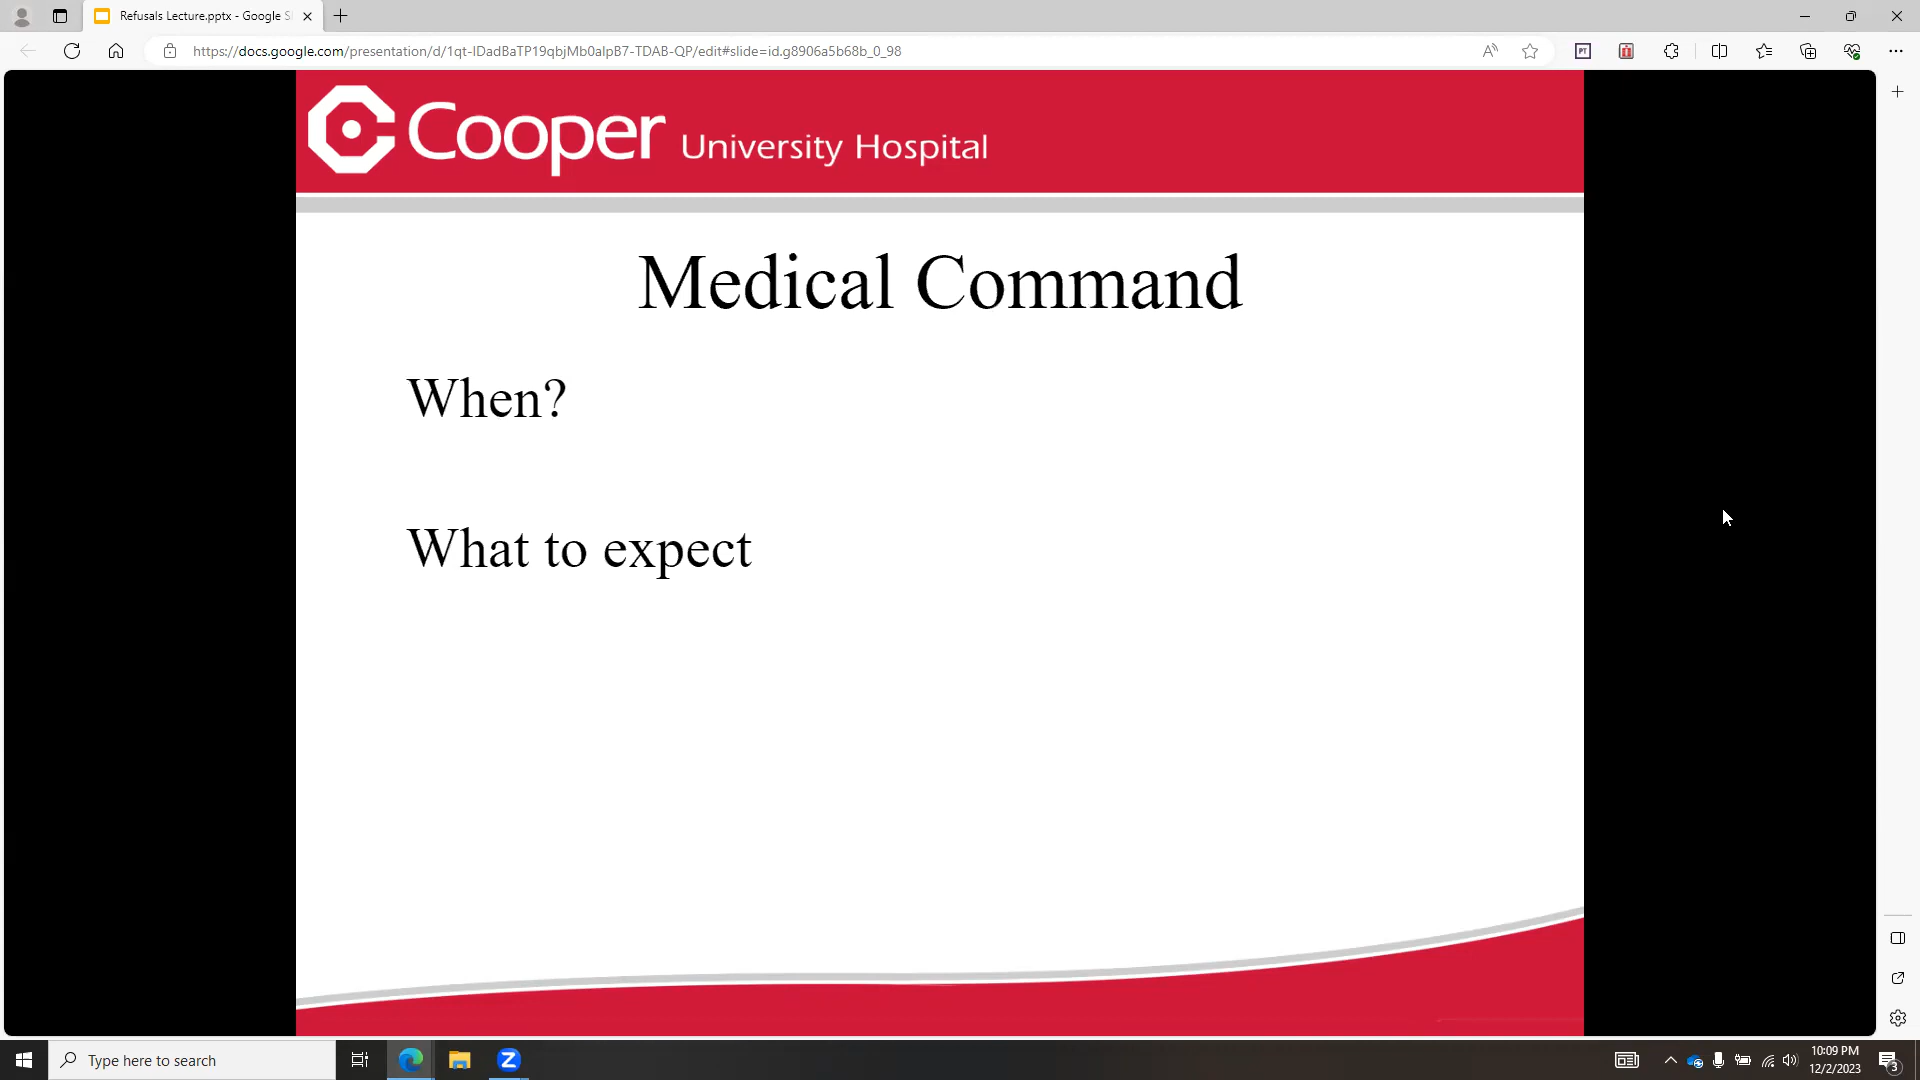 Refusals Lecture.pptx - Google S
https://docs.google.com/presentation/d/1qt-IDadBaTP19qbjMb0alpB7-TDAB-QP/edit#slide=id.g8906a5b68b_0_98
Cooper University Hospital
Medical Command
When?
What to expect
Type here to search
10:09 PM
12/2/2023
3